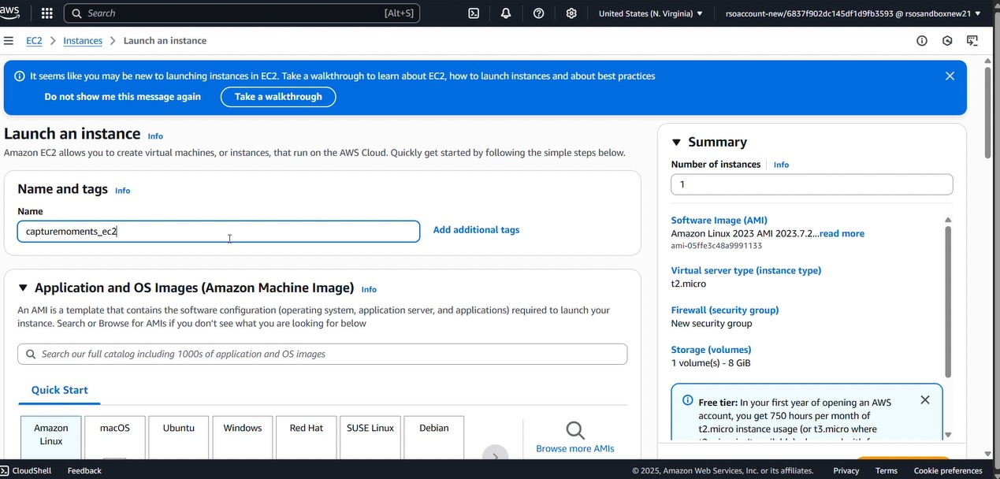 aws
Search [Alt+S]
United States (N. Virginia) ▼
rsoaccount-new/6837f902dc145df1d9fb3593 @ rsosandboxnew21 ▼
EC2 > Instances > Launch an instance
It seems like you may be new to launching instances in EC2. Take a walkthrough to learn about EC2, how to launch instances and about best practices
Do not show me this message again
Take a walkthrough
Launch an instance Info
Amazon EC2 allows you to create virtual machines, or instances, that run on the AWS Cloud. Quickly get started by following the simple steps below.
Name and tags Info
Name
capturemoments_ec2
Add additional tags
Application and OS Images (Amazon Machine Image) Info
An AMI is a template that contains the software configuration (operating system, application server, and applications) required to launch your
instance. Search or Browse for AMIs if you don’t see what you are looking for below
Search our full catalog including 1000s of application and OS images
Quick Start
Amazon
Linux
macOS
Ubuntu
Windows
Red Hat
SUSE Linux
Debian
Browse more AMIs
Summary
Number of instances Info
1
Software Image (AMI)
Amazon Linux 2023 AMI 2023.7.2...read more
ami-05ffe3c48a9991133
Virtual server type (instance type)
t2.micro
Firewall (security group)
New security group
Storage (volumes)
1 volume(s) - 8 GiB
Free tier: In your first year of opening an AWS
account, you get 750 hours per month of
t2.micro instance usage (or t3.micro where
CloudShell Feedback
© 2025, Amazon Web Services, Inc. or its affiliates. Privacy Terms Cookie preferences